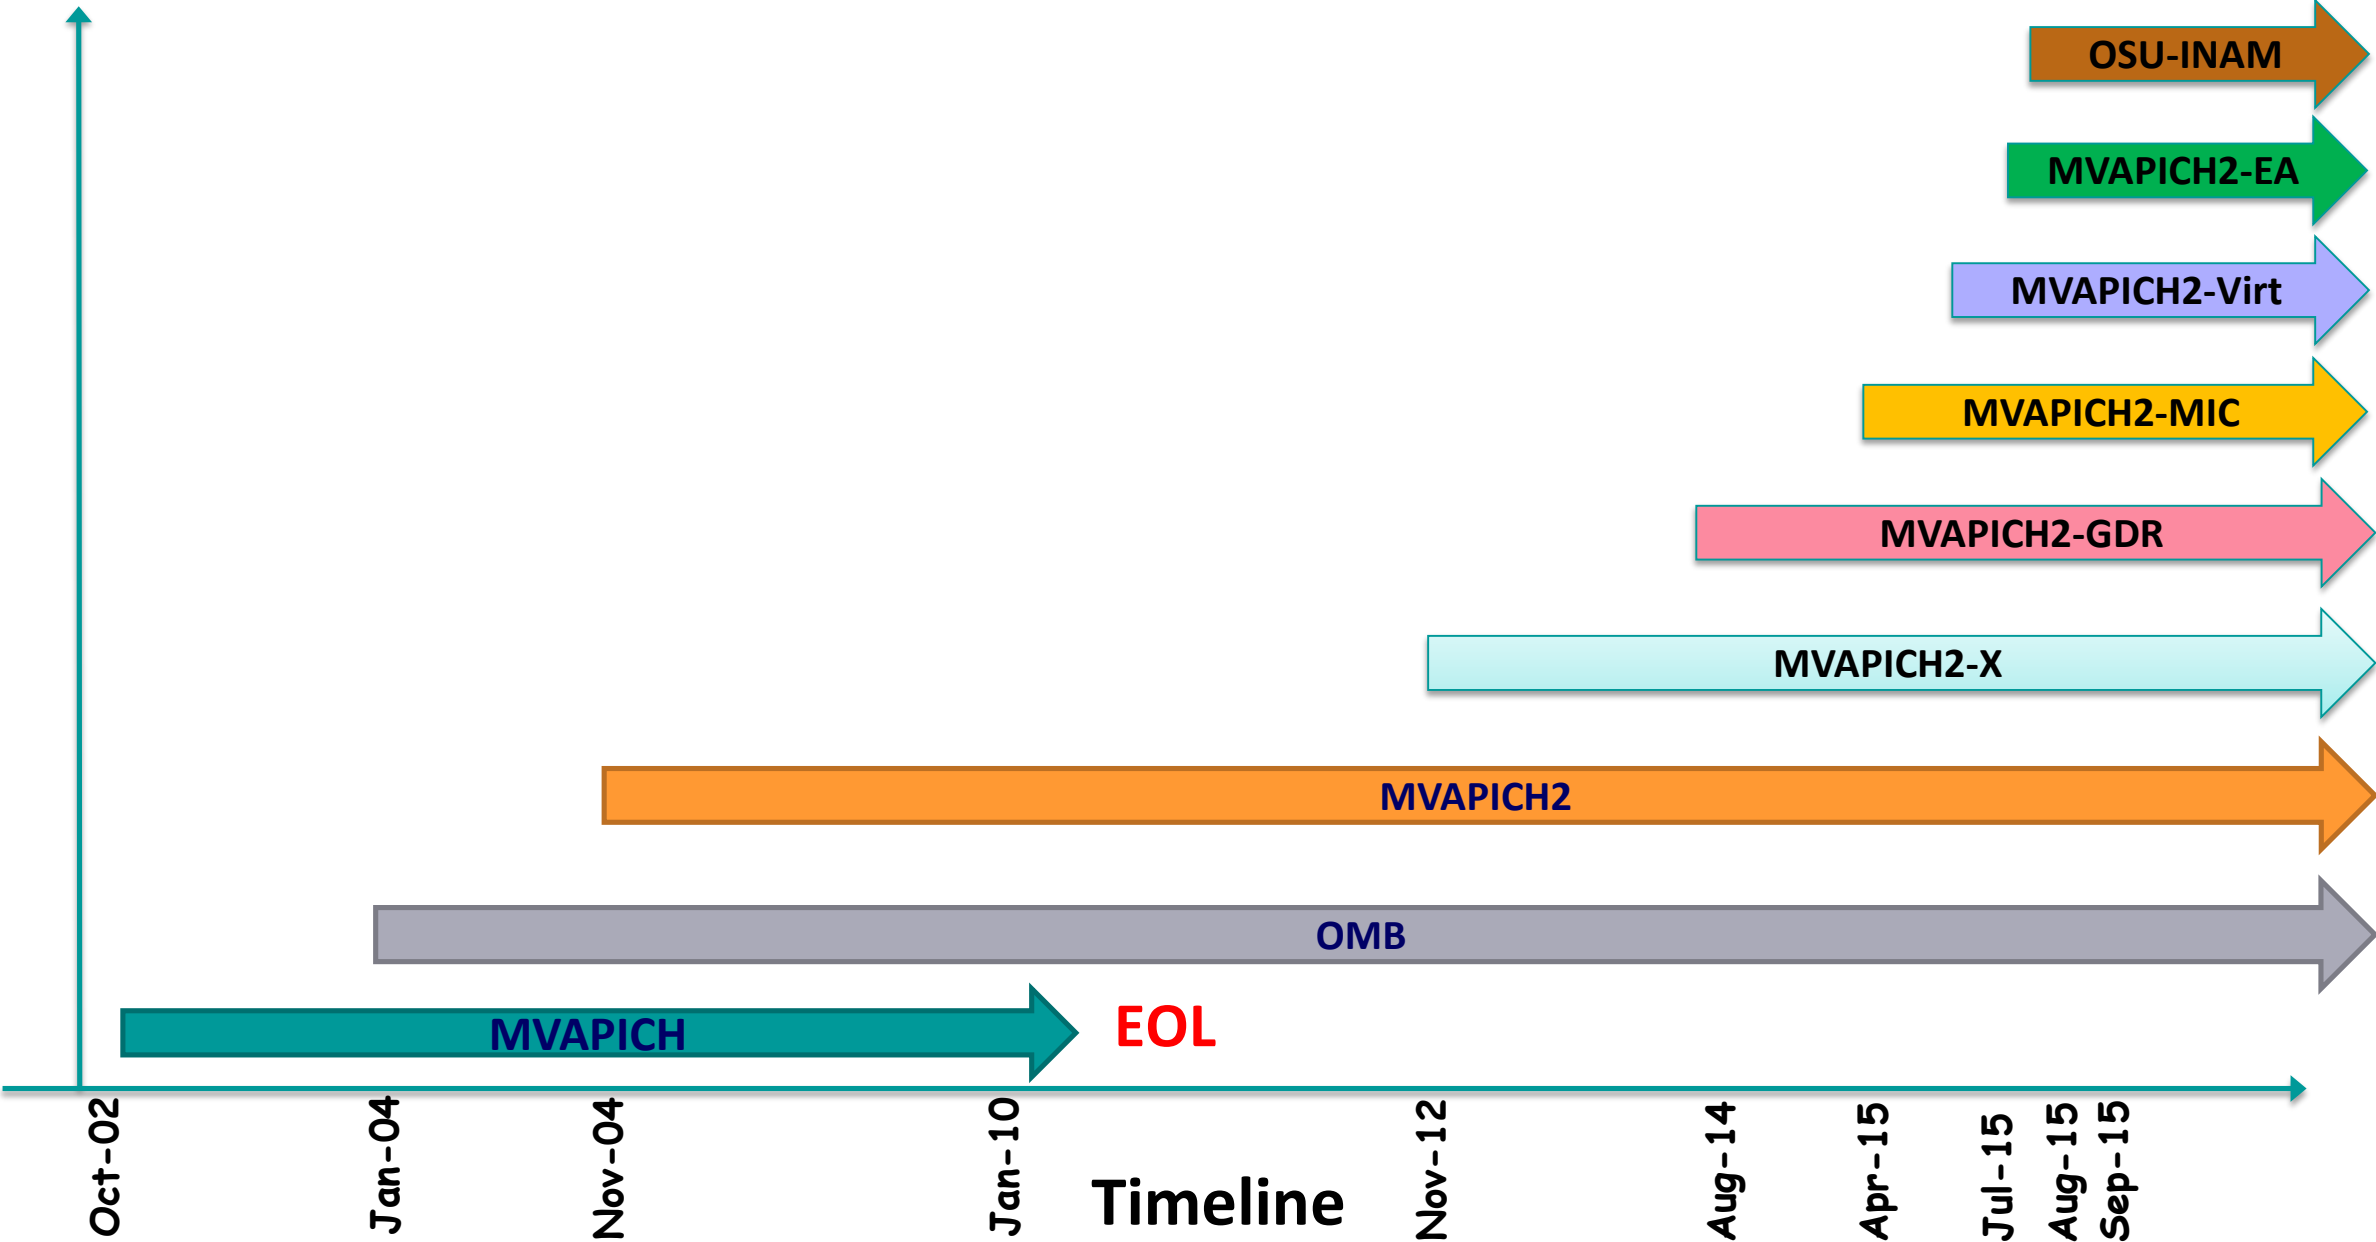 OSU-INAM
MVAPICH2-EA
MVAPICH2-Virt
MVAPICH2-MIC
MVAPICH2-GDR
MVAPICH2-X
MVAPICH2
OMB
MVAPICH
EOL
Oct-02
Jan-04
Nov-04
Jan-10
Nov-12
Aug-14
Apr-15
Jul-15
Aug-15
Sep-15
Timeline